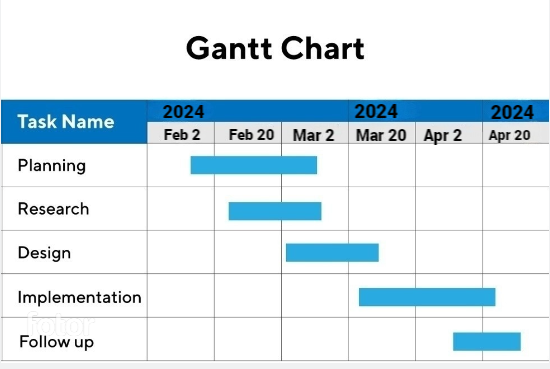 Gantt Chart
Task Name
2024 2024 2024
Feb 2 Feb 20 Mar 2 Mar 20 Apr 2 Apr 20
Planning
Research
Design
Implementation
fotor
Follow up